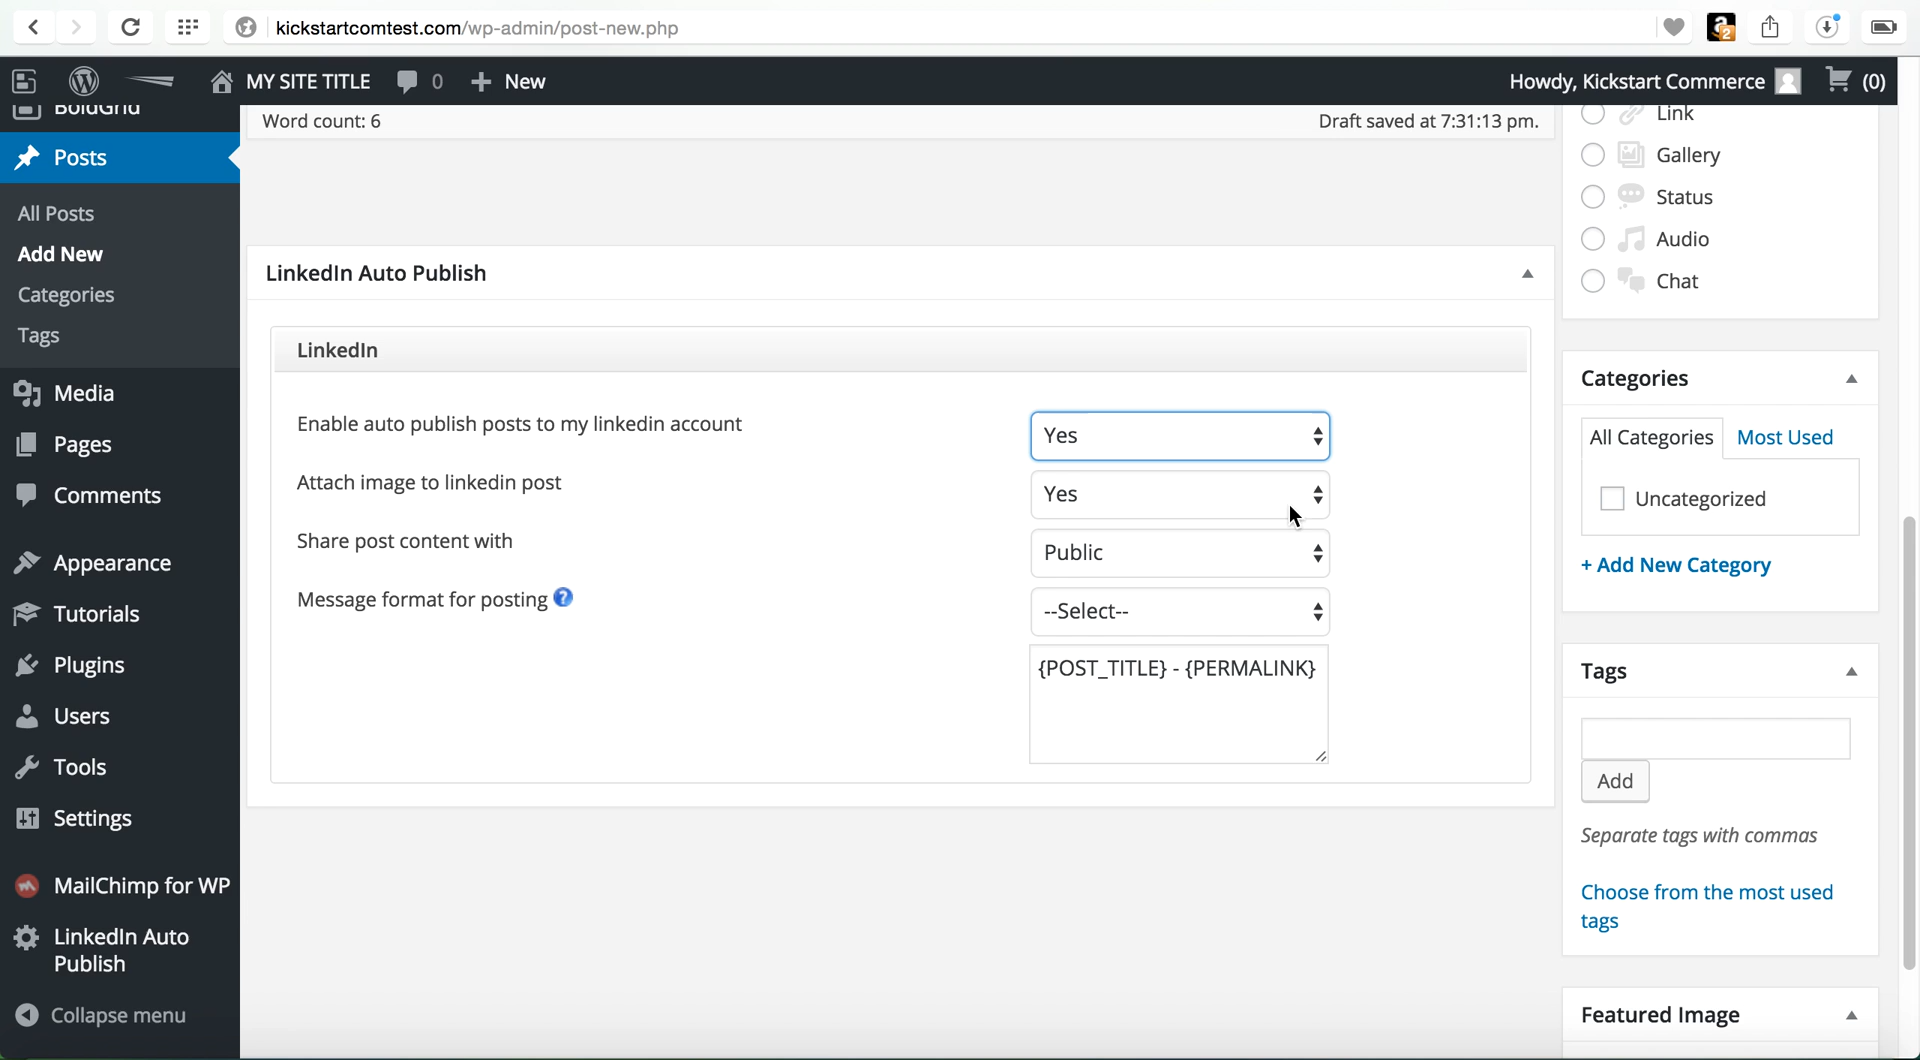 kickstartcomtest.com/wp-admin/post-new.php
2
MY SITE TITLE 0 New
Howdy, Kickstart Commerce (0)
BoldGrid
Posts
All Posts
Add New
Categories
Tags
Media
Pages
Comments
Appearance
Tutorials
Plugins
Users
Tools
Settings
MailChimp for WP
LinkedIn Auto
Publish
Collapse menu
Word count: 6
Draft saved at 7:31:13 pm.
LinkedIn Auto Publish
LinkedIn
Enable auto publish posts to my linkedin account
Yes
Attach image to linkedin post
Yes
Share post content with
Public
Message format for posting ?
--Select--
{POST_TITLE} - {PERMALINK}
Link
Gallery
Status
Audio
Chat
Categories
All Categories Most Used
Uncategorized
+ Add New Category
Tags
Add
Separate tags with commas
Choose from the most used
tags
Featured Image